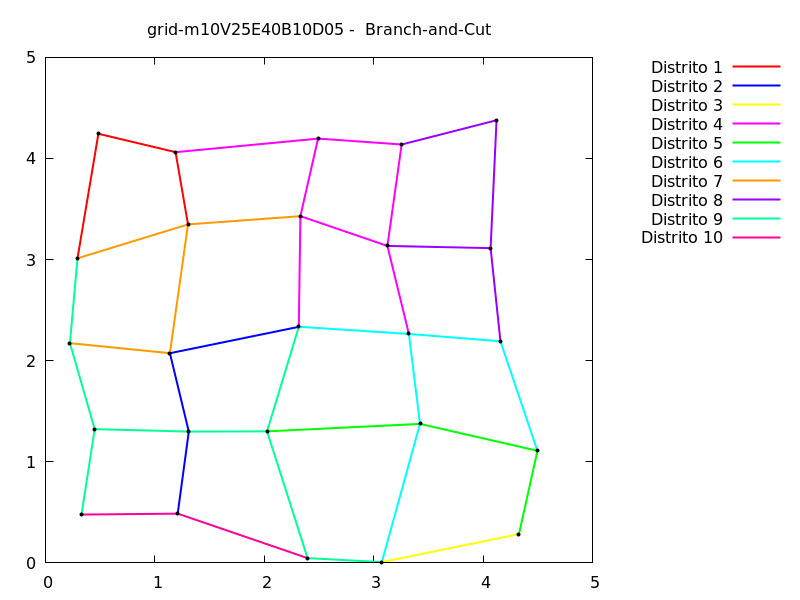 grid-m10V25E40B10D05 -  Branch-and-Cut
5
4
3
2
1
0
0 1 2 3 4 5
Distrito 1
Distrito 2
Distrito 3
Distrito 4
Distrito 5
Distrito 6
Distrito 7
Distrito 8
Distrito 9
Distrito 10